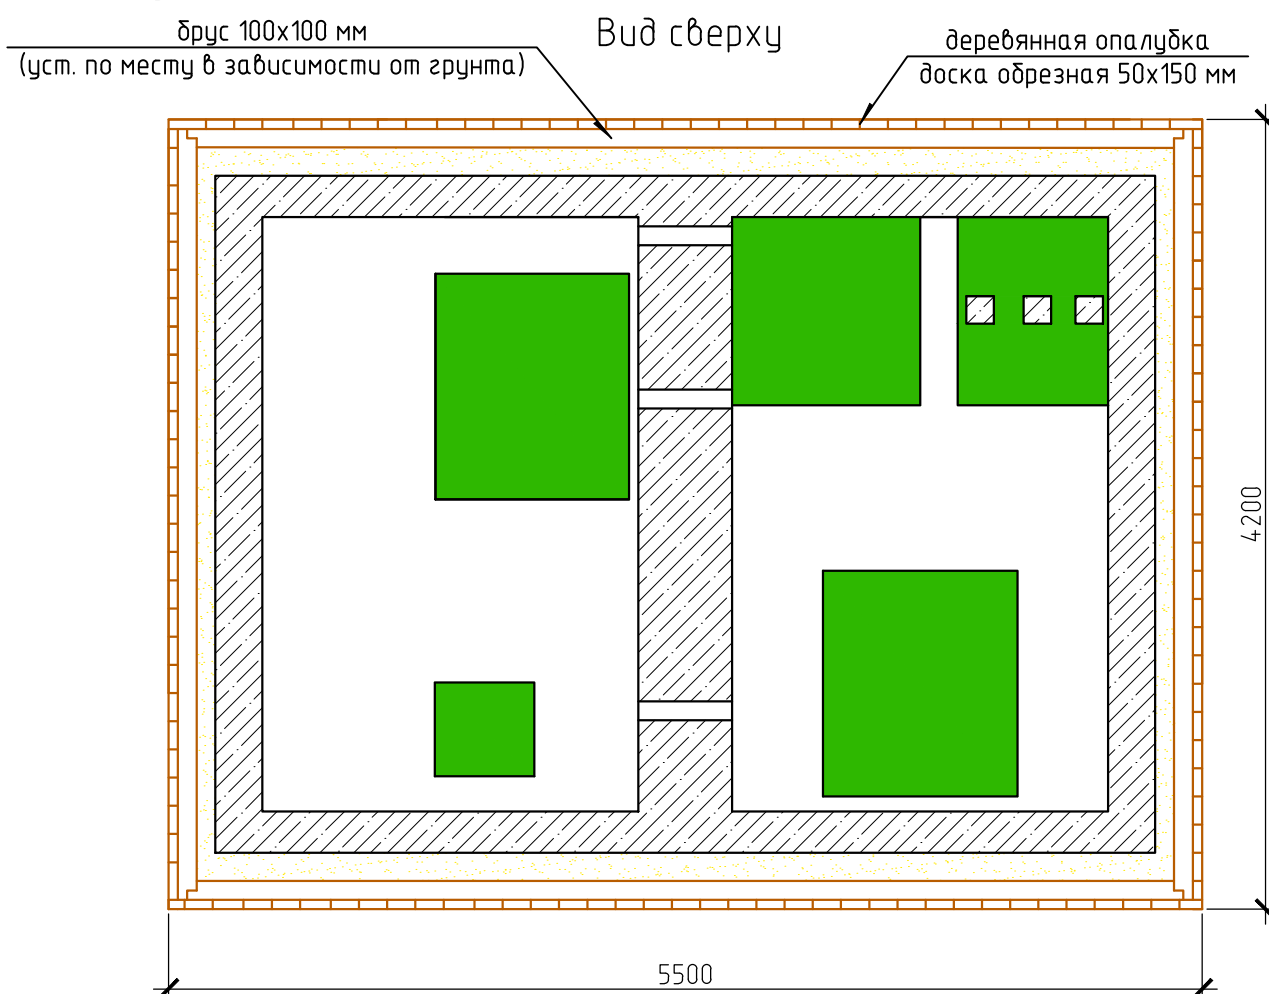 Вид сверху
брус 100х100 мм
(уст. по месту в зависимости от грунта)
деревянная опалубка
доска обрезная 50х150 мм
4200
5500